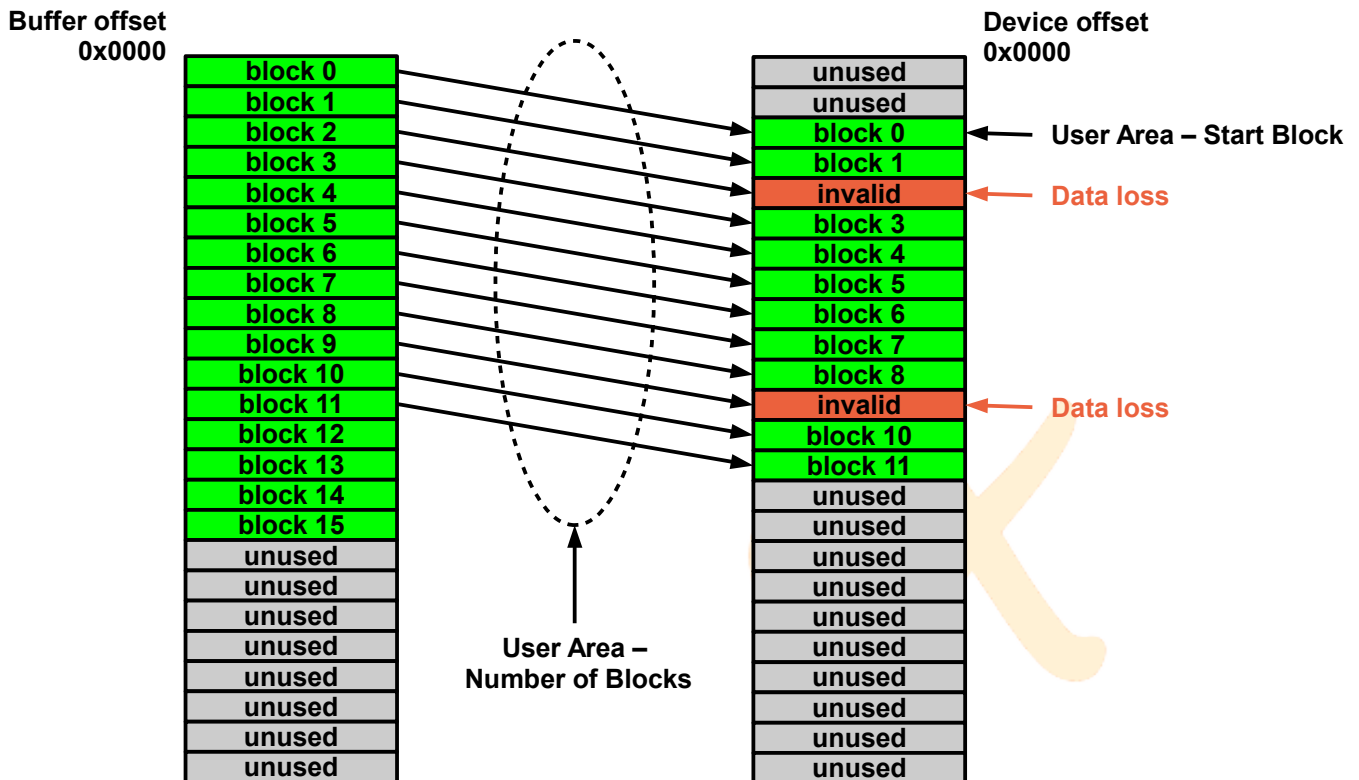 Buffer offset
0x0000
block 0
block 1
block 2
block 3
block 4
block 5
block 6
block 7
block 8
block 9
block 10
block 11
block 12
block 13
block 14
block 15
unused
unused
unused
unused
unused
unused
unused
unused
User Area –
Number of Blocks
Device offset
0x0000
unused
unused
block 0
User Area – Start Block
block 1
invalid
Data loss
block 3
block 4
block 5
block 6
block 7
block 8
invalid
Data loss
block 10
block 11
unused
unused
unused
unused
unused
unused
unused
unused
unused
unused